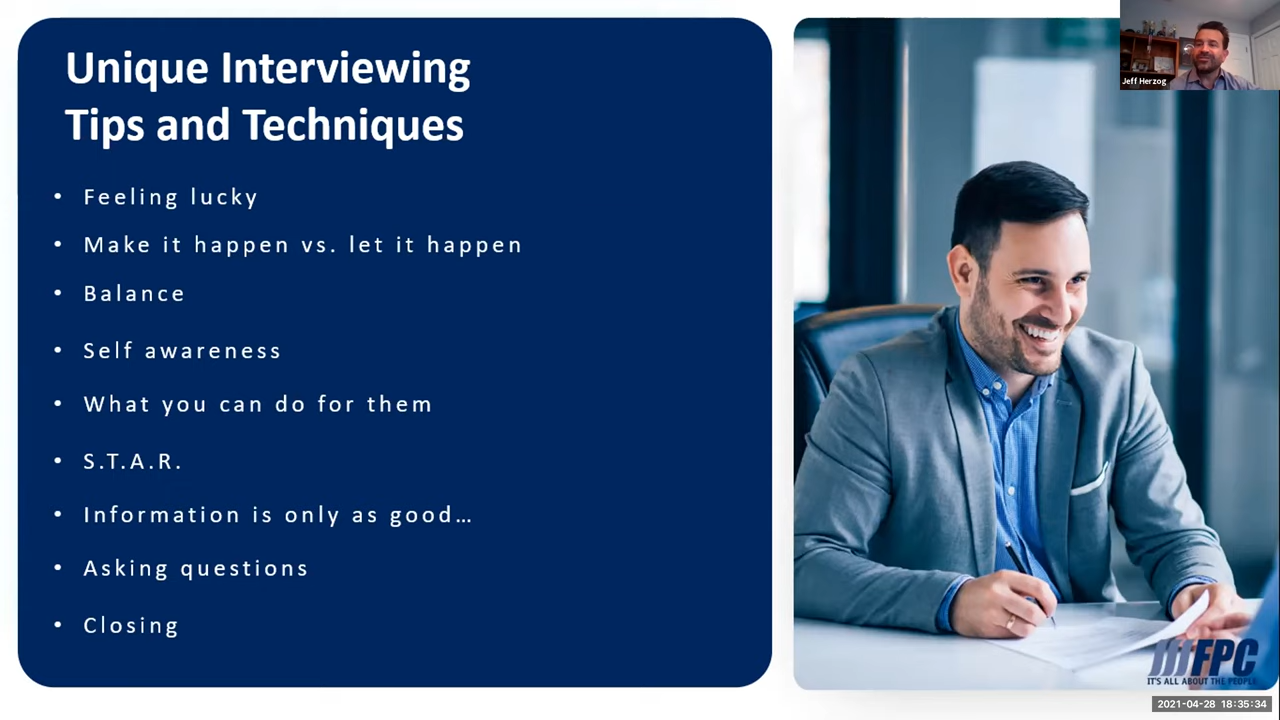 Unique Interviewing
Tips and Techniques
• Feeling lucky
• Make it happen vs. let it happen
• Balance
• Self awareness
• What you can do for them
• S.T.A.R.
• Information is only as good…
• Asking questions
• Closing
Jeff Herzog
FPC
IT'S ALL ABOUT THE PEOPLE
2021-04-28 18:35:34